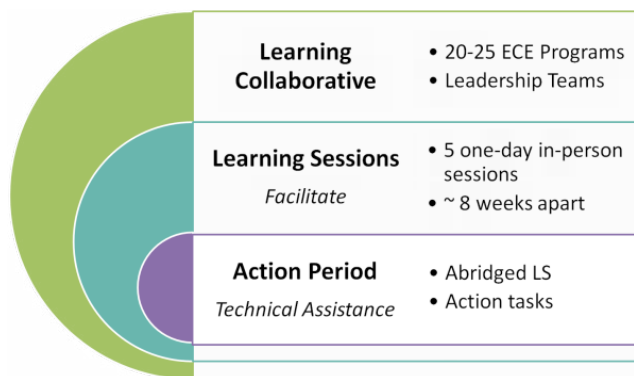 Learning
Collaborative
• 20-25 ECE Programs
• Leadership Teams
Learning Sessions
Facilitate
• 5 one-day in-person
sessions
• ~ 8 weeks apart
Action Period
Technical Assistance
• Abridged LS
• Action tasks